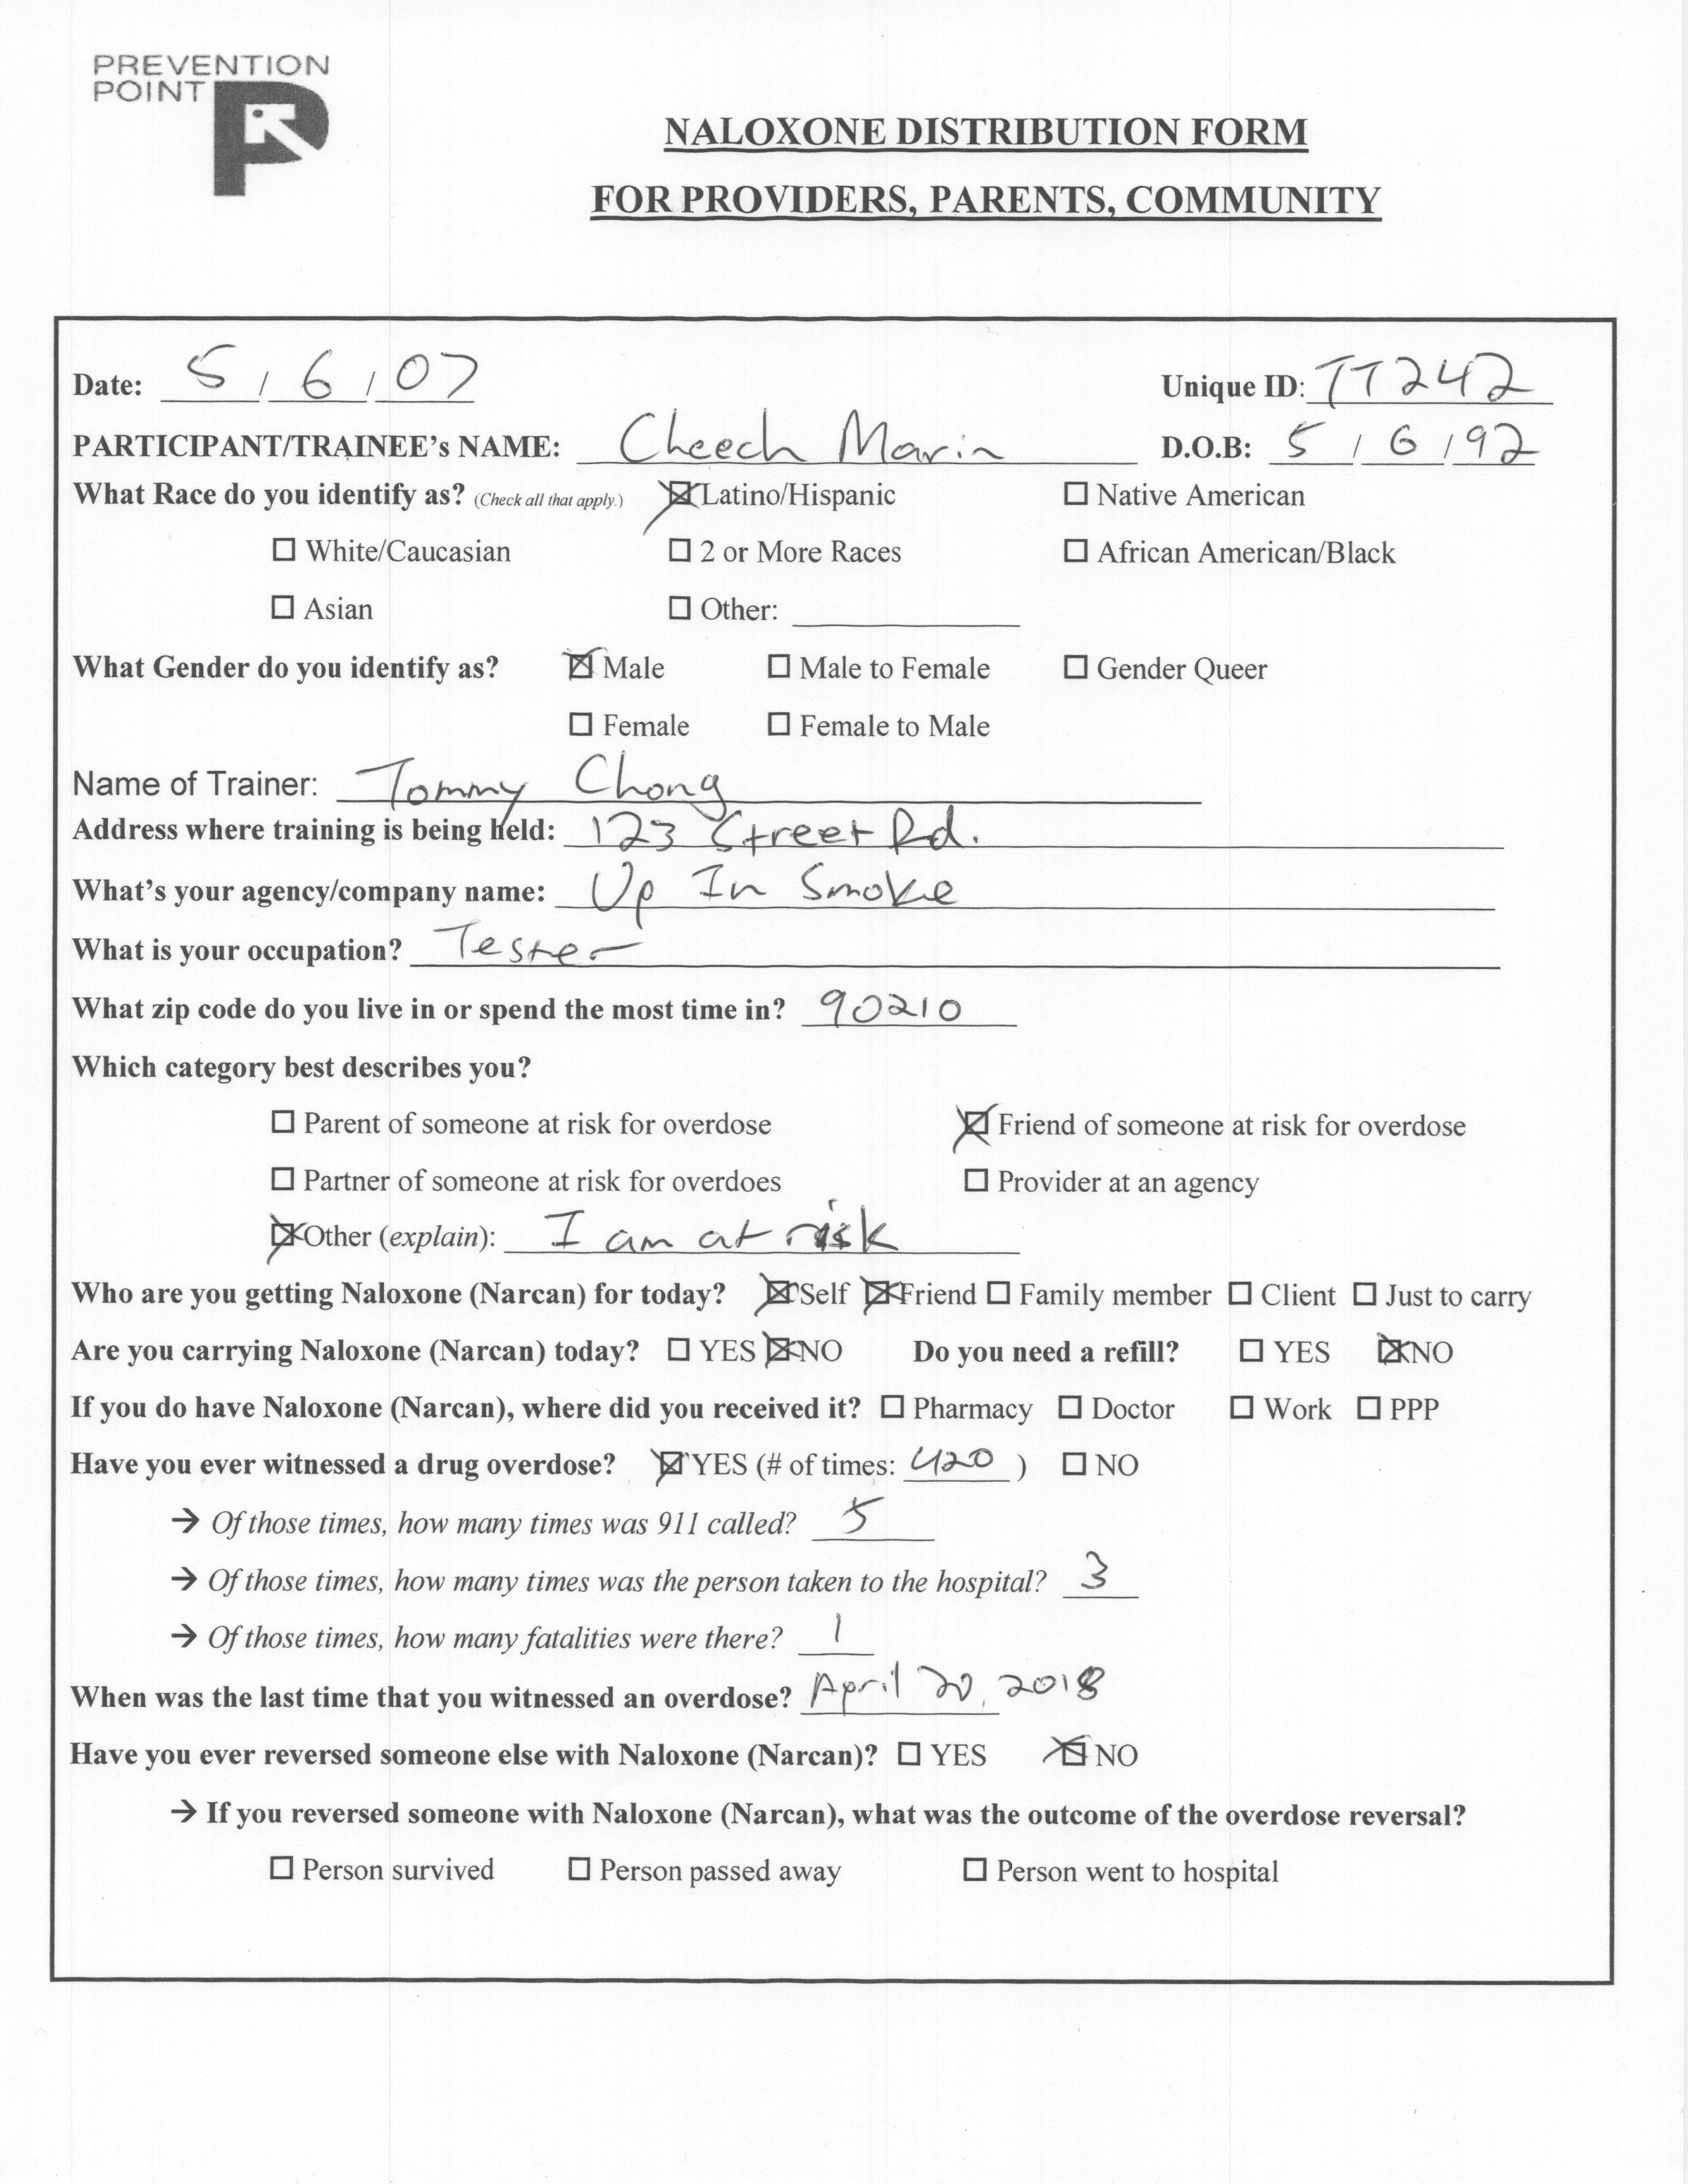 PREVENTION
POINT
NALOXONE DISTRIBUTION FORM
FOR PROVIDERS, PARENTS, COMMUNITY
Date: 5 / 6 / 07 Unique ID: TT242
PARTICIPANT/TRAINEE's NAME: Cheech Marin D.O.B: 5 / 6 / 92
What Race do you identify as? (Check all that apply.) ☒ Latino/Hispanic ☐ Native American
☐ White/Caucasian ☐ 2 or More Races ☐ African American/Black
☐ Asian ☐ Other:
What Gender do you identify as? ☒ Male ☐ Male to Female ☐ Gender Queer
☐ Female ☐ Female to Male
Name of Trainer: Tommy Chong
Address where training is being held: 123 Street Rd.
What's your agency/company name: Up In Smoke
What is your occupation? Tester
What zip code do you live in or spend the most time in? 90210
Which category best describes you?
☐ Parent of someone at risk for overdose ☒ Friend of someone at risk for overdose
☐ Partner of someone at risk for overdoes ☐ Provider at an agency
☒ Other (explain): I am at risk
Who are you getting Naloxone (Narcan) for today? ☒ Self ☒ Friend ☐ Family member ☐ Client ☐ Just to carry
Are you carrying Naloxone (Narcan) today? ☐ YES ☒ NO Do you need a refill? ☐ YES ☒ NO
If you do have Naloxone (Narcan), where did you received it? ☐ Pharmacy ☐ Doctor ☐ Work ☐ PPP
Have you ever witnessed a drug overdose? ☒ YES (# of times: 420 ) ☐ NO
→ Of those times, how many times was 911 called? 5
→ Of those times, how many times was the person taken to the hospital? 3
→ Of those times, how many fatalities were there? 1
When was the last time that you witnessed an overdose? April 20, 2018
Have you ever reversed someone else with Naloxone (Narcan)? ☐ YES ☒ NO
→ If you reversed someone with Naloxone (Narcan), what was the outcome of the overdose reversal?
☐ Person survived ☐ Person passed away ☐ Person went to hospital